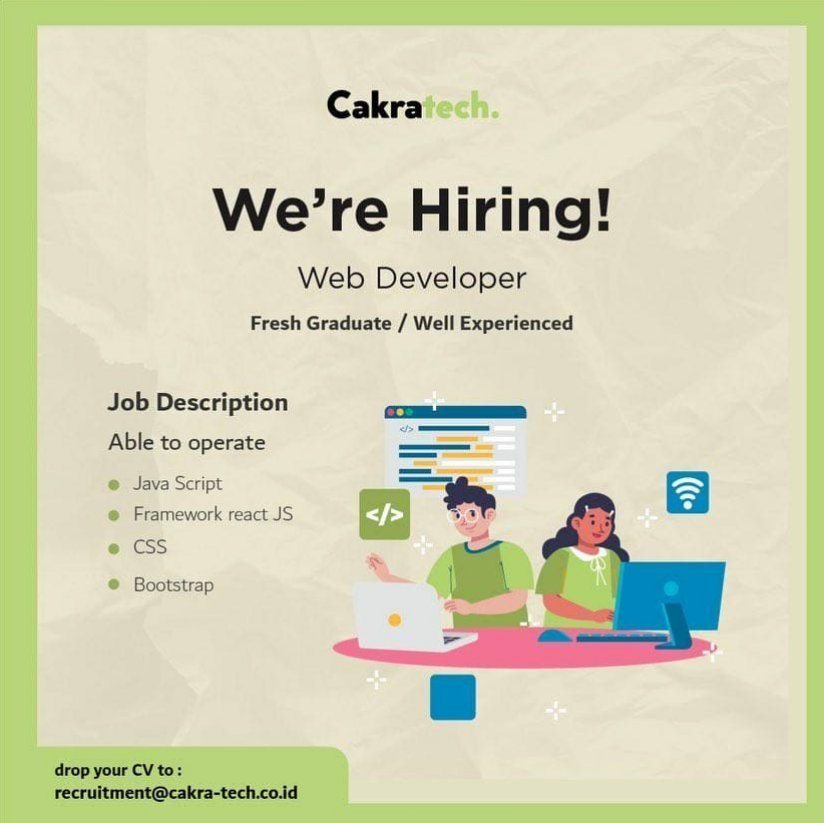 Cakratech.
We're Hiring!
Web Developer
Fresh Graduate / Well Experienced
Job Description
Able to operate
Java Script
Framework react JS
CSS
Bootstrap
</>
</>
drop your CV to :
recruitment@cakra-tech.co.id